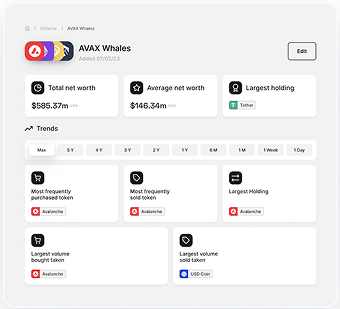 Cohorts > AVAX Whales
AVAX Whales
Added 07/02/23
Edit
Total net worth
$585.37m USD
Average net worth
$146.34m USD
Largest holding
Tether
Trends
Max
5 Y
4 Y
3 Y
2 Y
1 Y
6 M
1 M
1 Week
1 Day
Most frequently
purchased token
Avalanche
Most frequently
sold token
Avalanche
Largest Holding
Avalanche
Largest volume
bought taken
Avalanche
Largest volume
sold taken
USD Coin